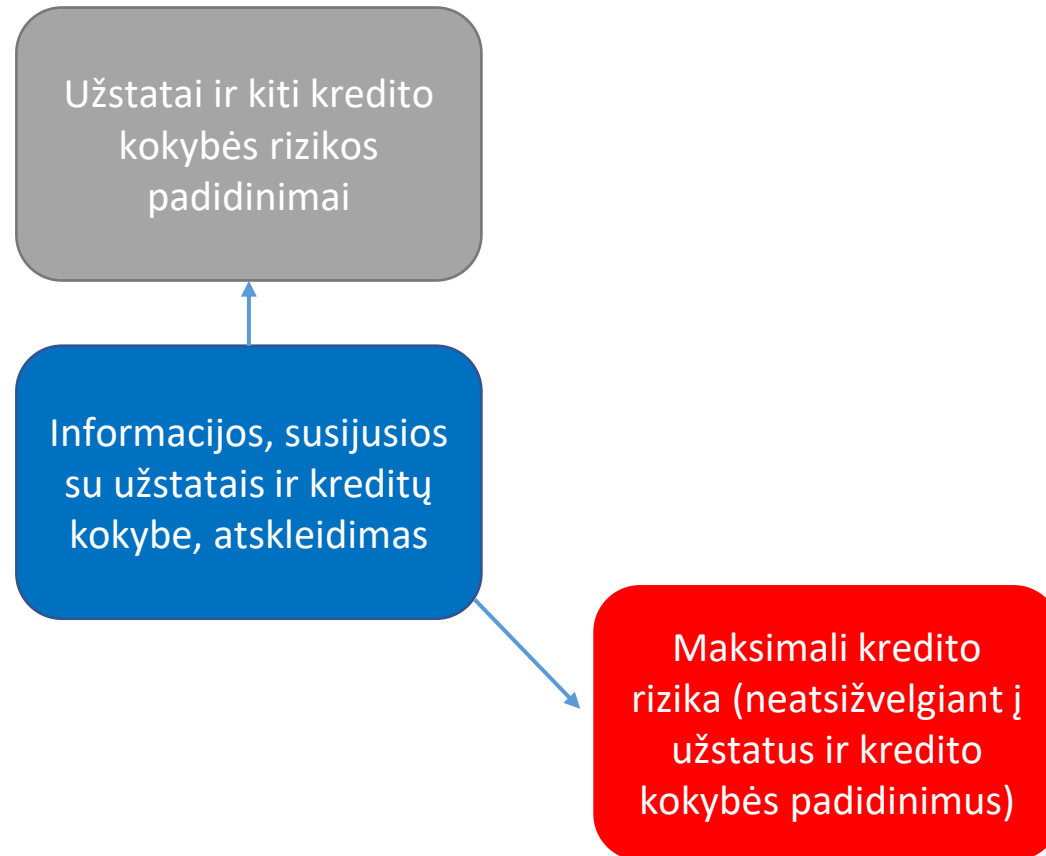 Užstatai ir kiti kredito
kokybės rizikos
padidinimai
Informacijos, susijusios
su užstatais ir kreditų
kokybe, atskleidimas
Maksimali kredito
rizika (neatsižvelgiant į
užstatus ir kredito
kokybės padidinimus)